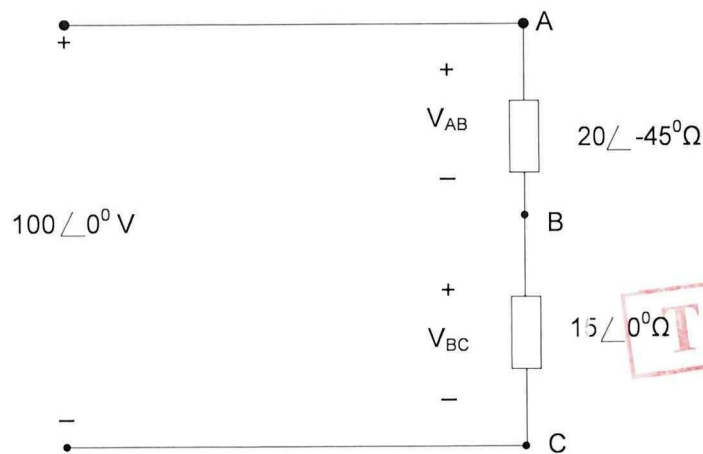 A
+
+
V_AB
20∠-45⁰Ω
−
100∠0⁰ V
B
+
15∠0⁰Ω
T
V_BC
−
−
C